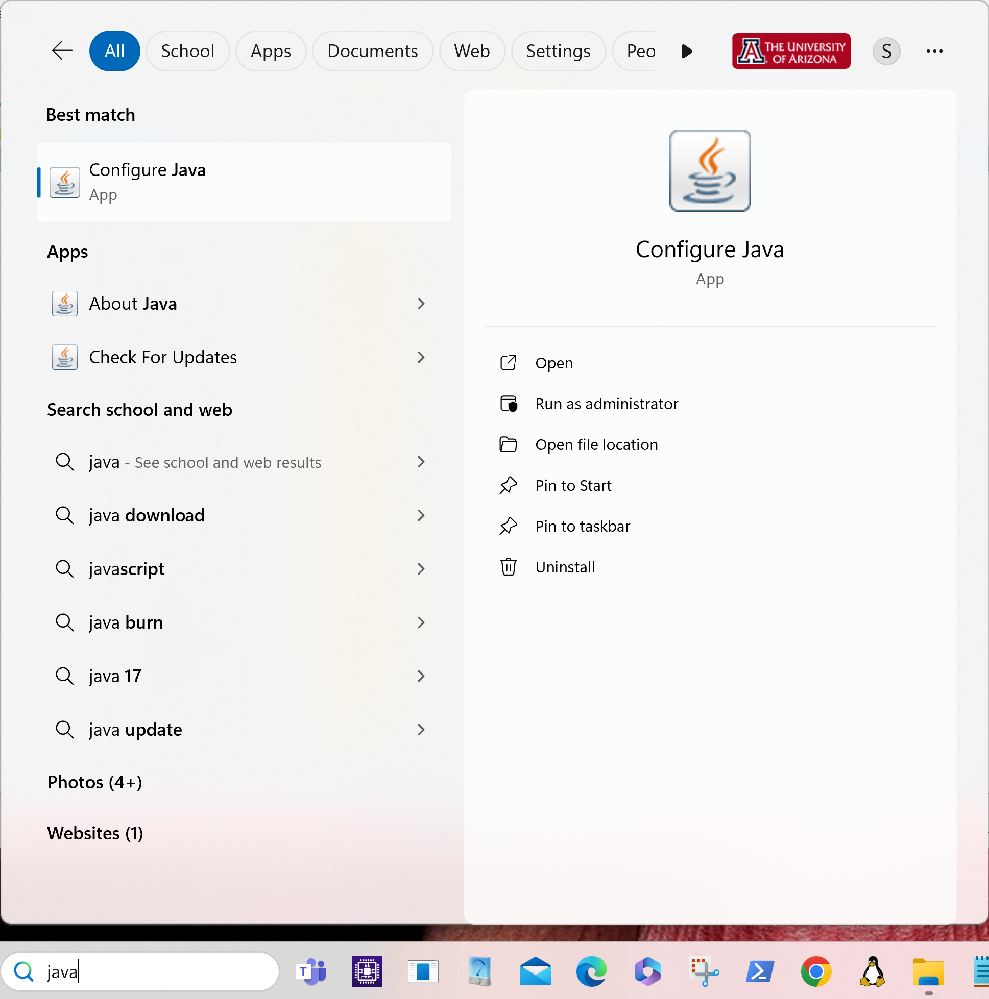 All
School
Apps
Documents
Web
Settings
Peo
THE UNIVERSITY
OF ARIZONA
S
Best match
Configure Java
App
Apps
About Java
Check For Updates
Search school and web
java - See school and web results
java download
javascript
java burn
java 17
java update
Photos (4+)
Websites (1)
Configure Java
App
Open
Run as administrator
Open file location
Pin to Start
Pin to taskbar
Uninstall
java
T